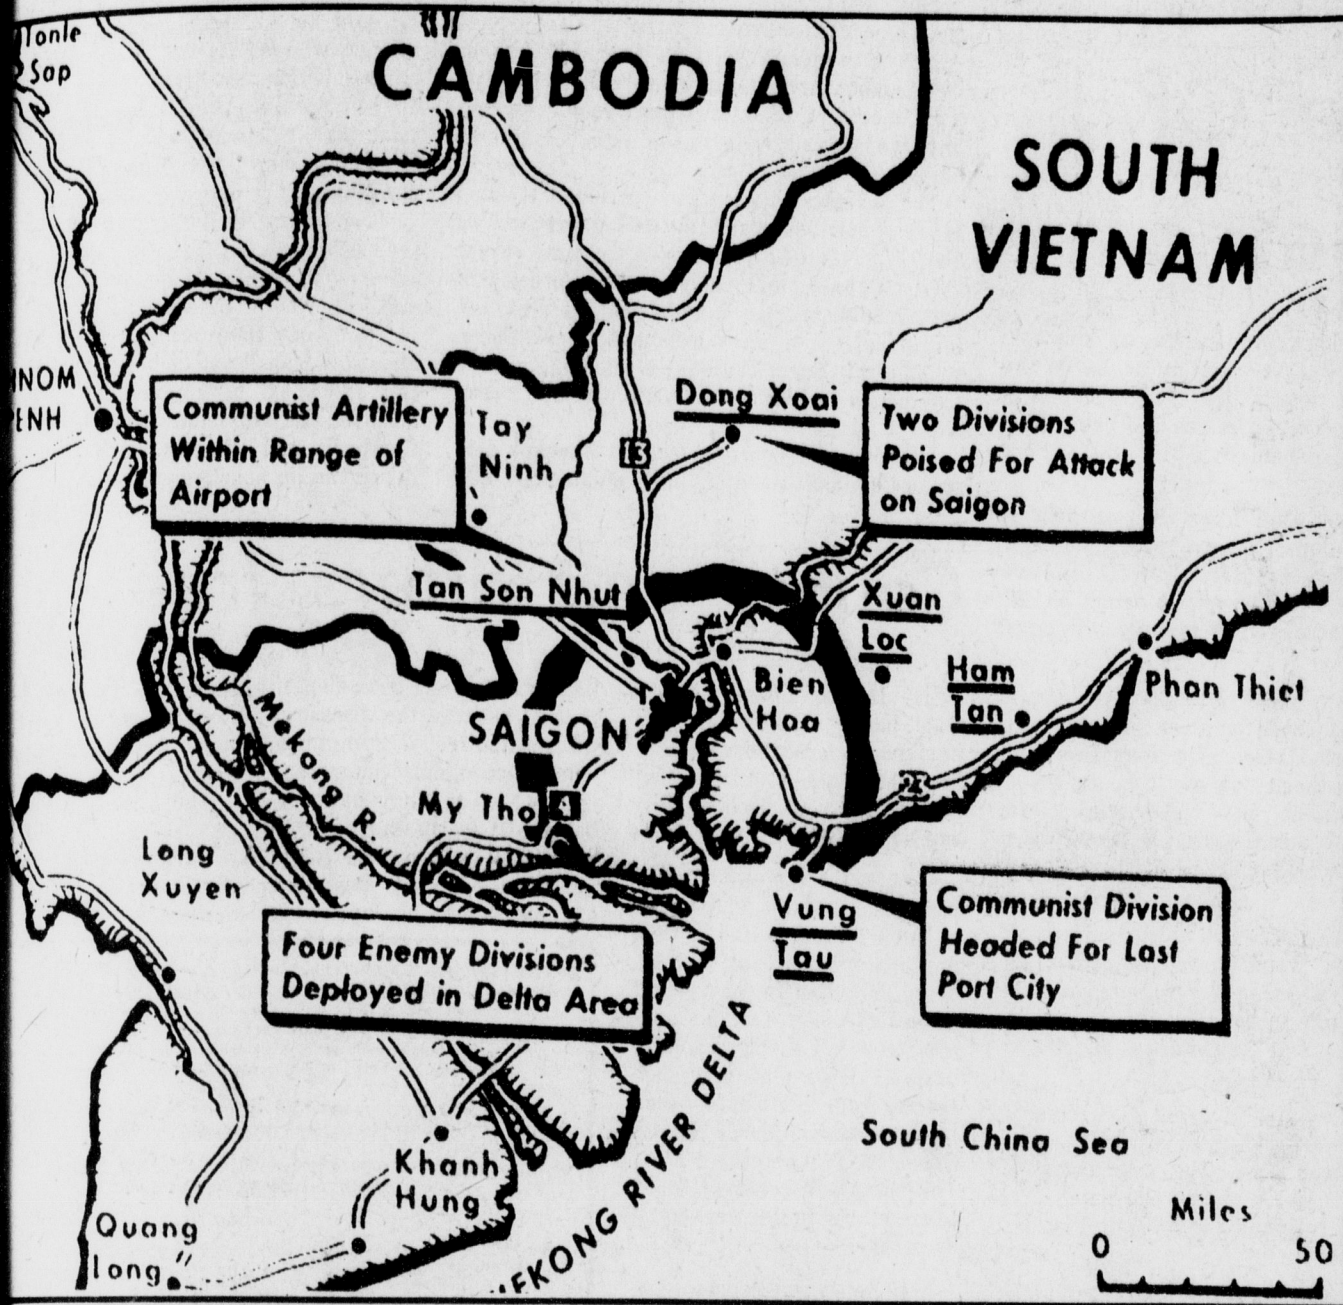 Tonle
Sap
CAMBODIA
SOUTH
VIETNAM
NOM
ENH
Communist Artillery
Within Range of
Airport
Tay
Ninh
13
Dong Xoai
Two Divisions
Poised For Attack
on Saigon
Tan Son Nhut
Xuan
Loc
Bien
Hoa
Ham
Tan
Phan Thiet
SAIGON
Mekong R.
My Tho
4
Long
Xuyen
Vung
Tau
Communist Division
Headed For Last
Port City
Four Enemy Divisions
Deployed in Delta Area
MEKONG RIVER DELTA
South China Sea
Khanh
Hung
Quang
Long
Miles
0 50